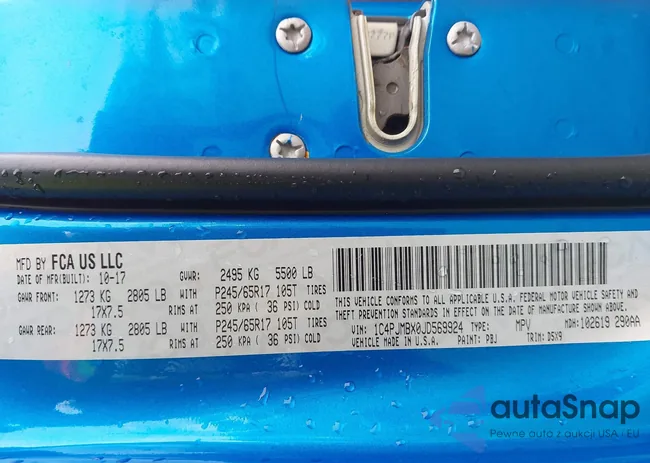 MFD BY FCA US LLC
DATE OF MFR(BUILT): 10-17 GVWR: 2495 KG 5500 LB
GAWR FRONT: 1273 KG 2805 LB WITH P245/65R17 105T TIRES
17X7.5 RIMS AT 250 KPA ( 36 PSI) COLD
GAWR REAR: 1273 KG 2805 LB WITH P245/65R17 105T TIRES
17X7.5 RIMS AT 250 KPA ( 36 PSI) COLD
THIS VEHICLE CONFORMS TO ALL APPLICABLE U.S.A. FEDERAL MOTOR VEHICLE SAFETY, BUMPER AND
THEFT PREVENTION STANDARDS IN EFFECT ON THE DATE OF MANUFACTURE SHOWN ABOVE.
VIN: 1C4PJMBX0JD569924 TYPE: MPV MDH: 102619 290AA
VEHICLE MADE IN U.S.A. PAINT: PBJ TRIM: D5X9
autaSnap
Pewne auta z aukcji USA i EU